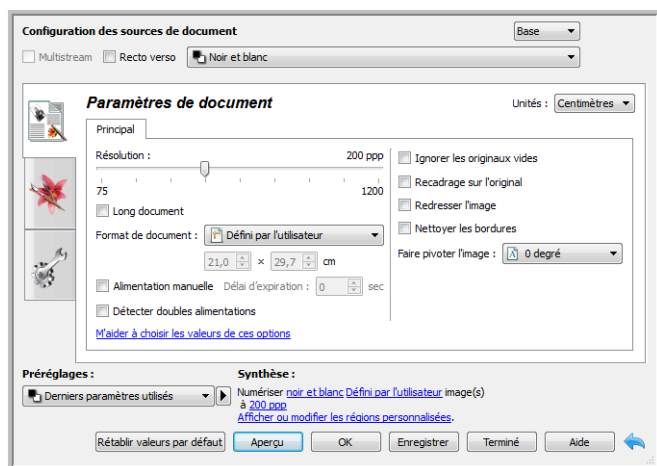 Configuration des sources de document
Base
Multistream
Recto verso
Noir et blanc
Paramètres de document
Unités :
Centimètres
Principal
Résolution :
200 ppp
75
1200
Long document
Format de document :
Défini par l'utilisateur
21,0 × 29,7 cm
Alimentation manuelle
Délai d'expiration :
0
sec
Détecter doubles alimentations
M'aider à choisir les valeurs de ces options
Ignorer les originaux vides
Recadrage sur l'original
Redresser l'image
Nettoyer les bordures
Faire pivoter l'image :
0 degré
Préréglages :
Derniers paramètres utilisés
Synthèse :
Numériser noir et blanc Défini par l'utilisateur image(s)
à 200 ppp
Afficher ou modifier les régions personnalisées.
Rétablir valeurs par défaut
Aperçu
OK
Enregistrer
Terminé
Aide